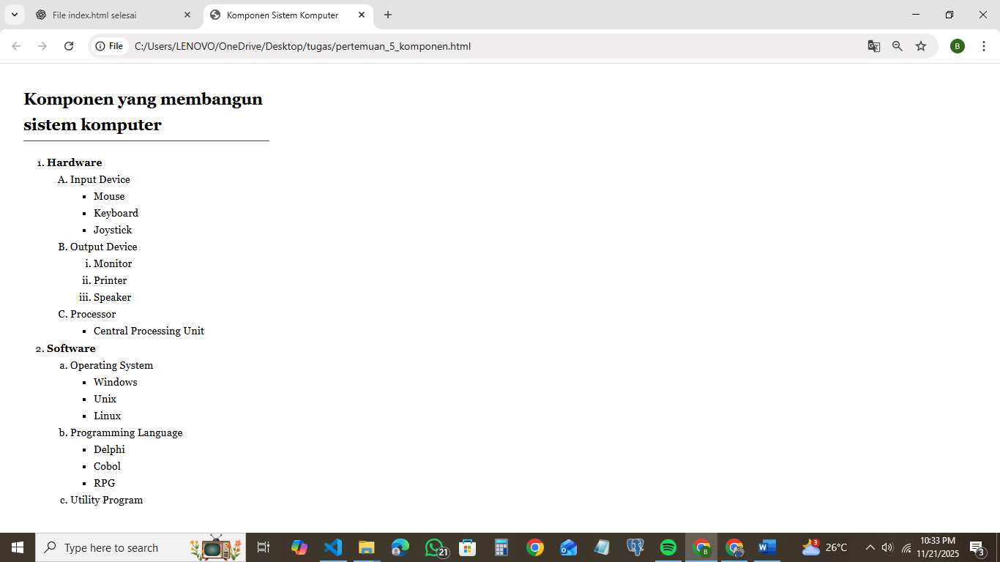 File index.html selesai
Komponen Sistem Komputer
File
C:/Users/LENOVO/OneDrive/Desktop/tugas/pertemuan_5_komponen.html
B
Komponen yang membangun
sistem komputer
1. Hardware
A. Input Device
▪ Mouse
▪ Keyboard
▪ Joystick
B. Output Device
i. Monitor
ii. Printer
iii. Speaker
C. Processor
▪ Central Processing Unit
2. Software
a. Operating System
▪ Windows
▪ Unix
▪ Linux
b. Programming Language
▪ Delphi
▪ Cobol
▪ RPG
c. Utility Program
Type here to search
21
B
W
3
26°C
10:33 PM
11/21/2025
3